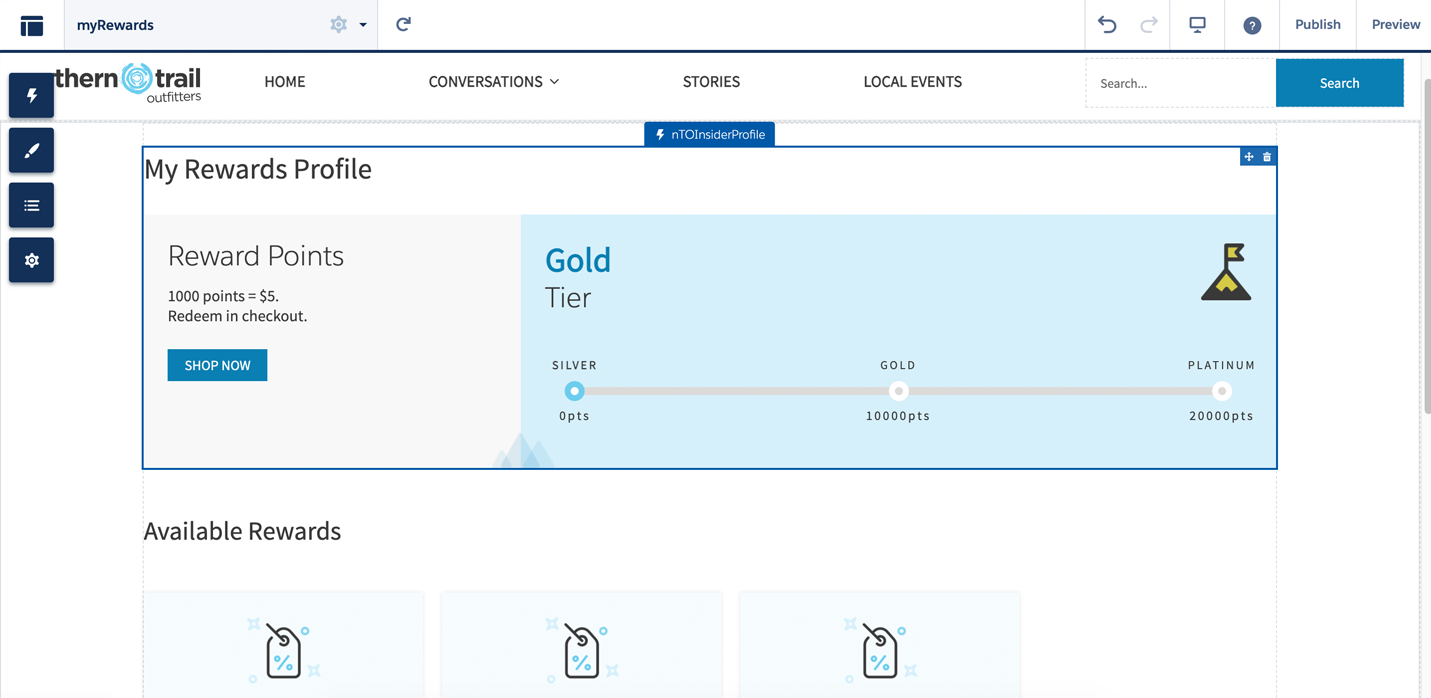 myRewards
? Publish Preview
thern trail
outfitters
HOME CONVERSATIONS STORIES LOCAL EVENTS
Search... Search
nTOInsiderProfile
My Rewards Profile
Reward Points
1000 points = $5.
Redeem in checkout.
SHOP NOW
Gold
Tier
SILVER GOLD PLATINUM
0pts 10000pts 20000pts
Available Rewards
% % %